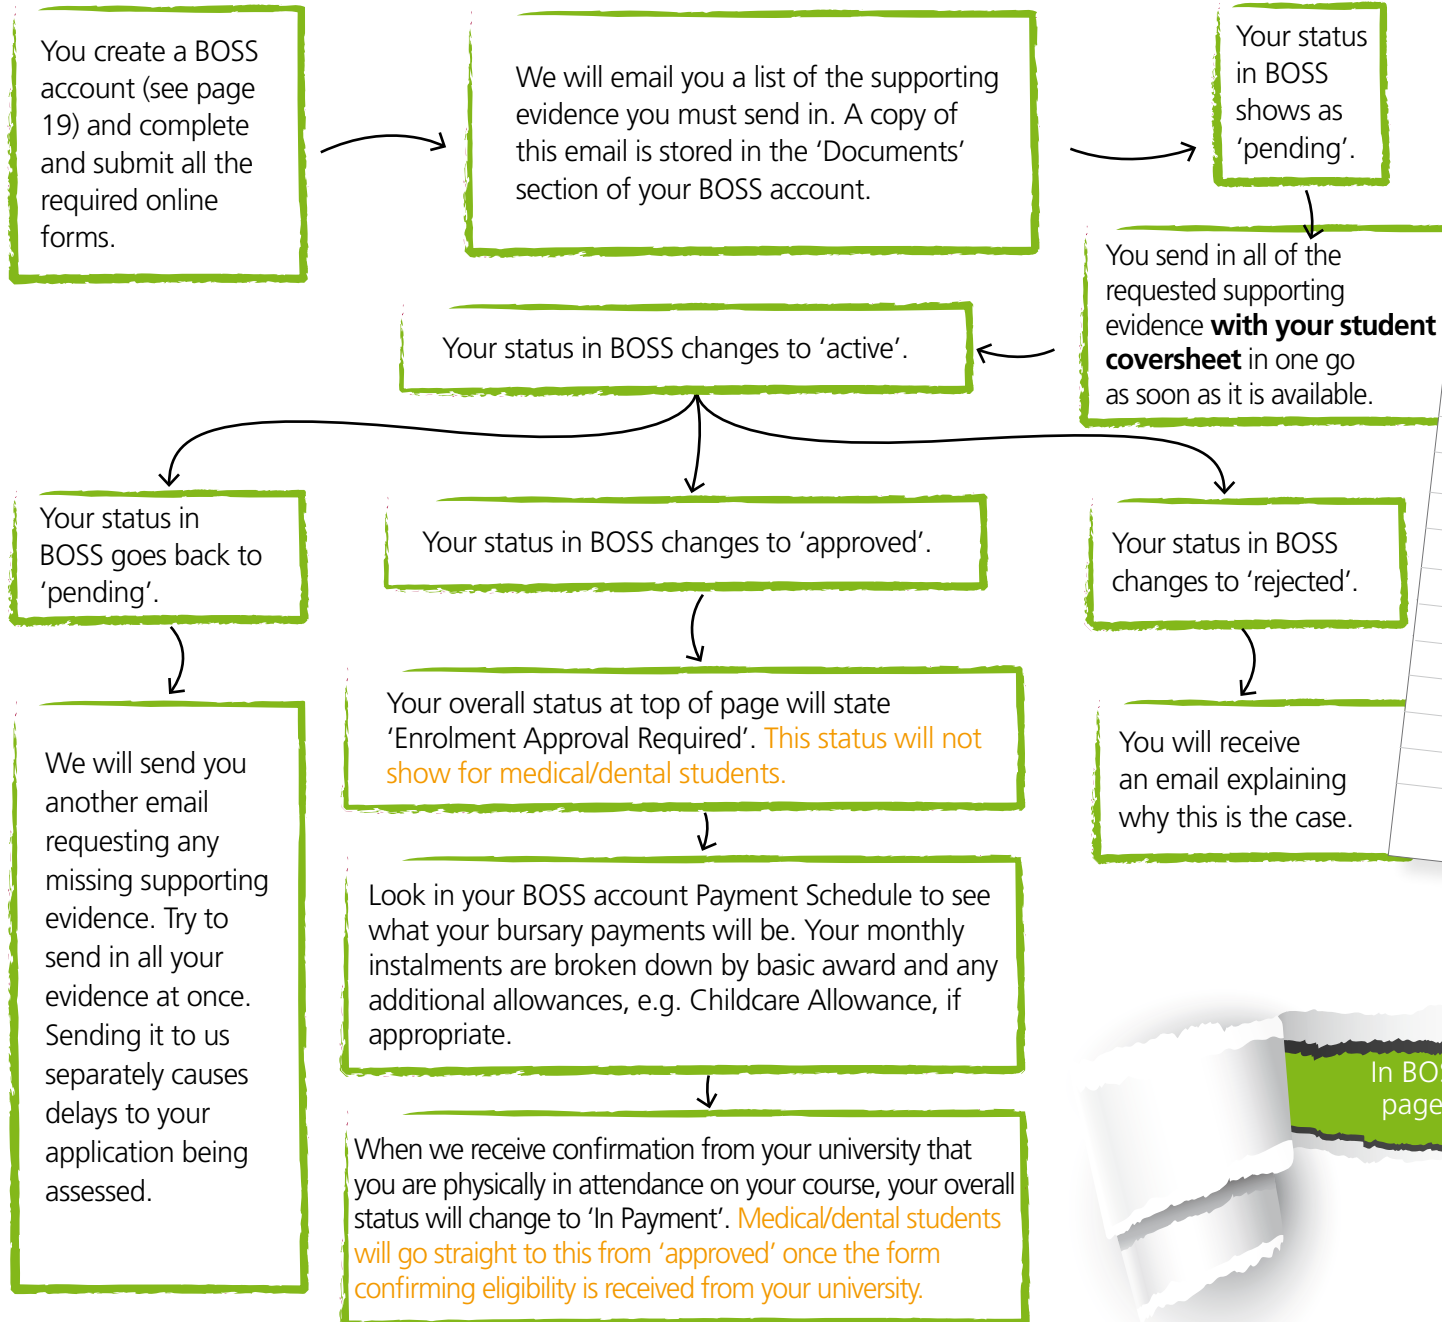 You create a BOSS
account (see page
19) and complete
and submit all the
required online
forms.
We will email you a list of the supporting
evidence you must send in. A copy of
this email is stored in the ‘Documents’
section of your BOSS account.
Your status
in BOSS
shows as
‘pending’.
You send in all of the
requested supporting
evidence with your student
coversheet in one go
as soon as it is available.
Your status in BOSS changes to ‘active’.
Your status in
BOSS goes back to
‘pending’.
Your status in BOSS changes to ‘approved’.
Your status in BOSS
changes to ‘rejected’.
We will send you
another email
requesting any
missing supporting
evidence. Try to
send in all your
evidence at once.
Sending it to us
separately causes
delays to your
application being
assessed.
Your overall status at top of page will state
‘Enrolment Approval Required’. This status will not
show for medical/dental students.
You will receive
an email explaining
why this is the case.
Look in your BOSS account Payment Schedule to see
what your bursary payments will be. Your monthly
instalments are broken down by basic award and any
additional allowances, e.g. Childcare Allowance, if
appropriate.
When we receive confirmation from your university that
you are physically in attendance on your course, your overall
status will change to ‘In Payment’. Medical/dental students
will go straight to this from ‘approved’ once the form
confirming eligibility is received from your university.
In BO
page